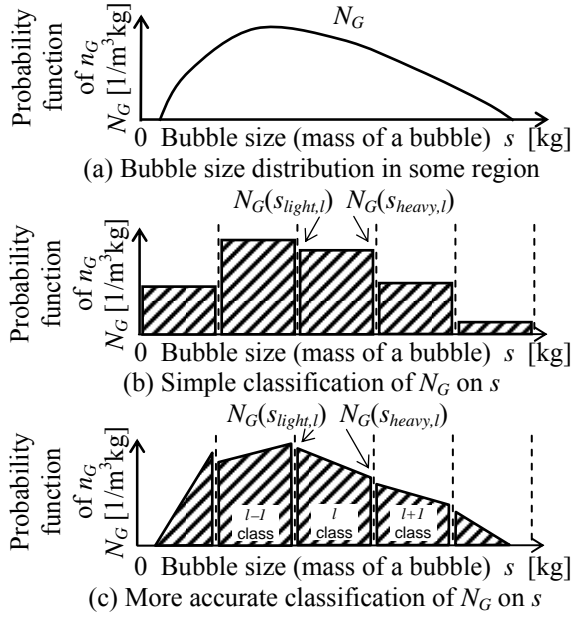 Probability
function
of n_G
N_G [1/m³kg]
N_G
0 Bubble size (mass of a bubble) s [kg]
(a) Bubble size distribution in some region
Probability
function
of n_G
N_G [1/m³kg]
N_G(s_light,l) N_G(s_heavy,l)
0 Bubble size (mass of a bubble) s [kg]
(b) Simple classification of N_G on s
Probability
function
of n_G
N_G [1/m³kg]
N_G(s_light,l) N_G(s_heavy,l)
l−1 l l+1
class class class
0 Bubble size (mass of a bubble) s [kg]
(c) More accurate classification of N_G on s